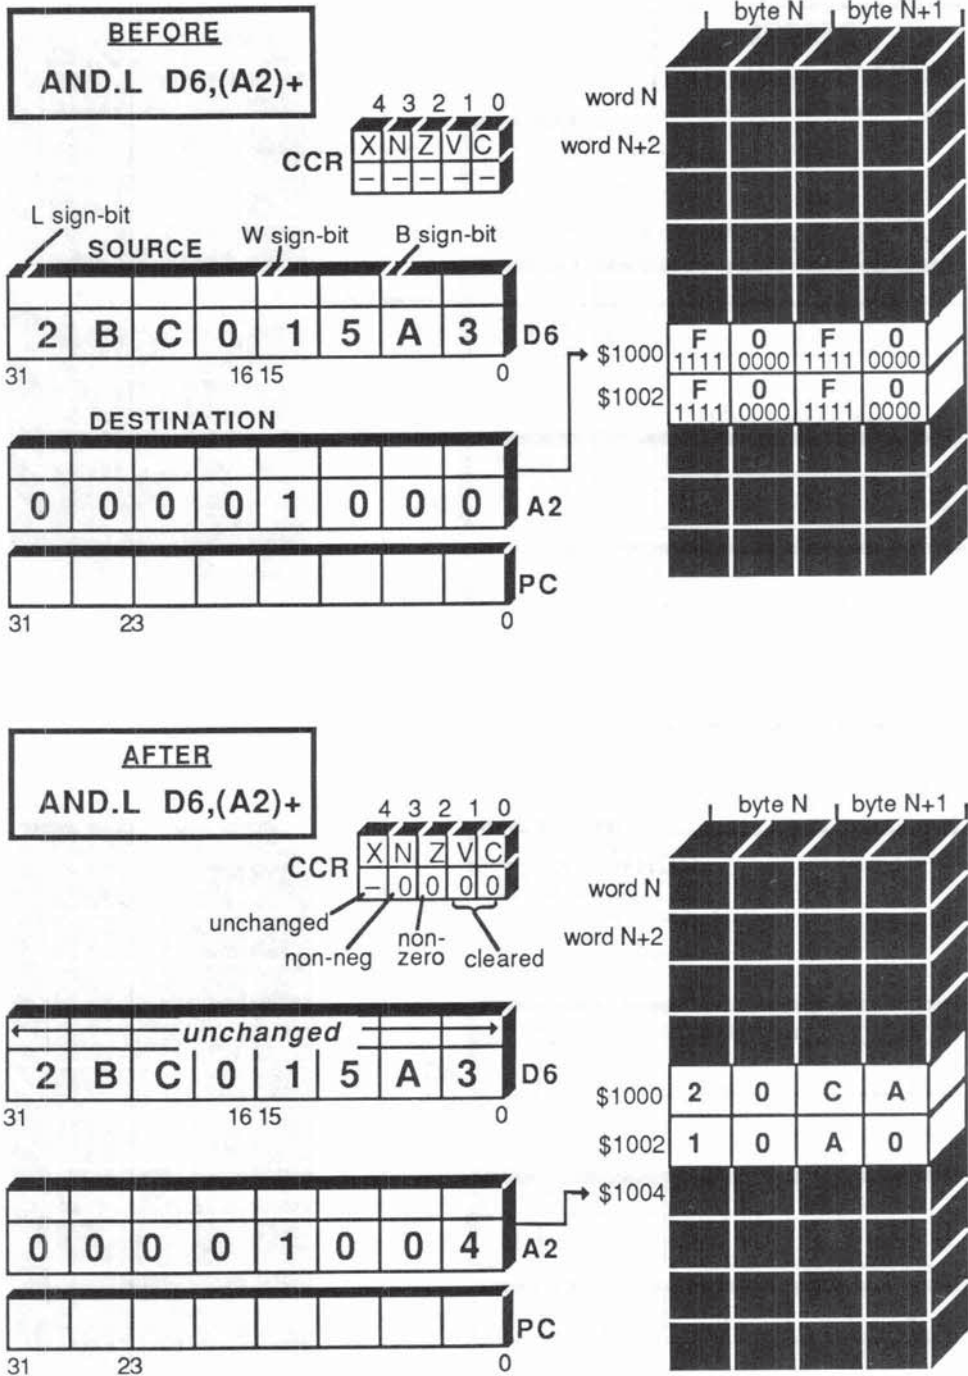 BEFORE
AND.L D6,(A2)+
byte N byte N+1
word N
word N+2
4 3 2 1 0
X N Z V C
CCR
– – – – –
L sign-bit
SOURCE
W sign-bit
B sign-bit
2 B C 0 1 5 A 3 D6
31 16 15 0
$1000 F 0 F 0
1111 0000 1111 0000
$1002 F 0 F 0
1111 0000 1111 0000
DESTINATION
0 0 0 0 1 0 0 0 A2
PC
31 23 0
AFTER
AND.L D6,(A2)+
byte N byte N+1
word N
word N+2
4 3 2 1 0
X N Z V C
CCR
– 0 0 0 0
unchanged
non-neg
non-
zero
cleared
unchanged
2 B C 0 1 5 A 3 D6
31 16 15 0
$1000 2 0 C A
$1002 1 0 A 0
$1004
0 0 0 0 1 0 0 4 A2
PC
31 23 0